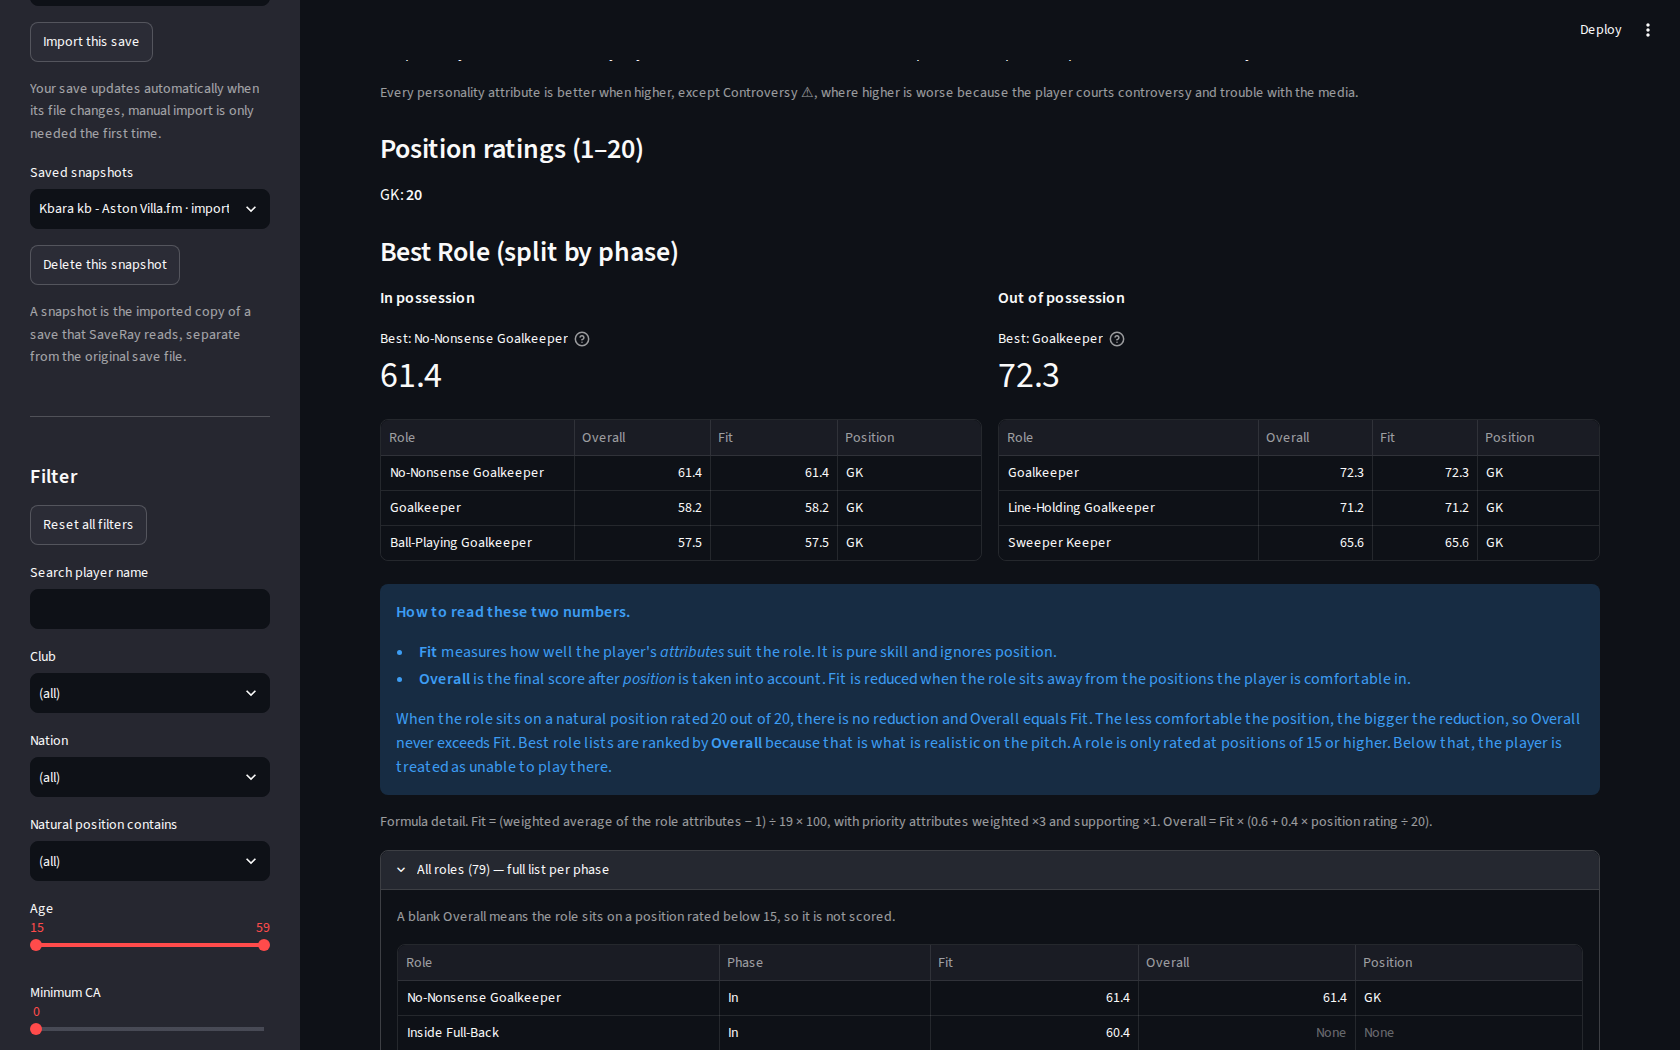 Import this save
Your save updates automatically when
its file changes, manual import is only
needed the first time.
Saved snapshots
Kbara kb - Aston Villa.fm · import
Delete this snapshot
A snapshot is the imported copy of a
save that SaveRay reads, separate
from the original save file.
Filter
Reset all filters
Search player name
Club
(all)
Nation
(all)
Natural position contains
(all)
Age
15 59
Minimum CA
0
Deploy
Every personality attribute is better when higher, except Controversy ⚠, where higher is worse because the player courts controversy and trouble with the media.
Position ratings (1–20)
GK: 20
Best Role (split by phase)
In possession
Best: No-Nonsense Goalkeeper
61.4
Role Overall Fit Position
No-Nonsense Goalkeeper 61.4 61.4 GK
Goalkeeper 58.2 58.2 GK
Ball-Playing Goalkeeper 57.5 57.5 GK
Out of possession
Best: Goalkeeper
72.3
Role Overall Fit Position
Goalkeeper 72.3 72.3 GK
Line-Holding Goalkeeper 71.2 71.2 GK
Sweeper Keeper 65.6 65.6 GK
How to read these two numbers.
• Fit measures how well the player's attributes suit the role. It is pure skill and ignores position.
• Overall is the final score after position is taken into account. Fit is reduced when the role sits away from the positions the player is comfortable in.
When the role sits on a natural position rated 20 out of 20, there is no reduction and Overall equals Fit. The less comfortable the position, the bigger the reduction, so Overall
never exceeds Fit. Best role lists are ranked by Overall because that is what is realistic on the pitch. A role is only rated at positions of 15 or higher. Below that, the player is
treated as unable to play there.
Formula detail. Fit = (weighted average of the role attributes − 1) ÷ 19 × 100, with priority attributes weighted ×3 and supporting ×1. Overall = Fit × (0.6 + 0.4 × position rating ÷ 20).
All roles (79) — full list per phase
A blank Overall means the role sits on a position rated below 15, so it is not scored.
Role Phase Fit Overall Position
No-Nonsense Goalkeeper In 61.4 61.4 GK
Inside Full-Back In 60.4 None None